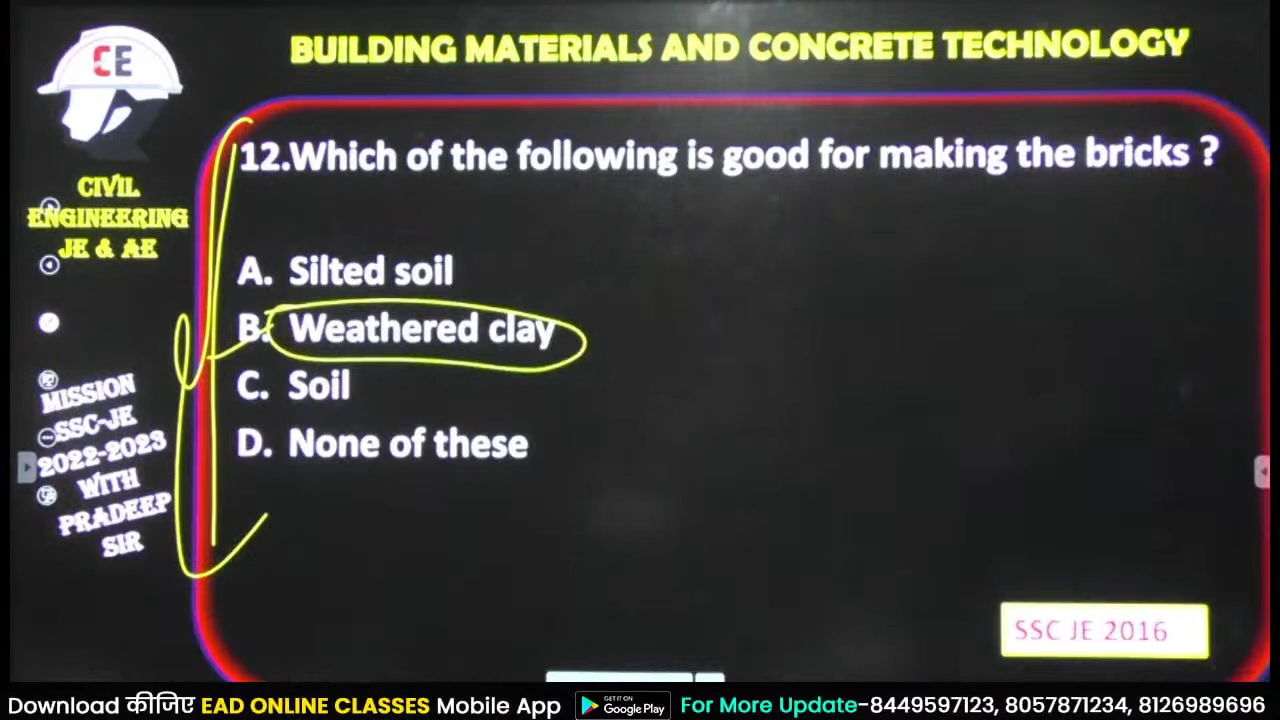 CE
BUILDING MATERIALS AND CONCRETE TECHNOLOGY
CIVIL
ENGINEERING
JE & AE
MISSION
SSC-JE
2022-2023
WITH
PRADEEP
SIR
12.Which of the following is good for making the bricks ?
A. Silted soil
B. Weathered clay
C. Soil
D. None of these
SSC JE 2016
Download कीजिए EAD ONLINE CLASSES Mobile App GET IT ON Google Play For More Update-8449597123, 8057871234, 8126989696